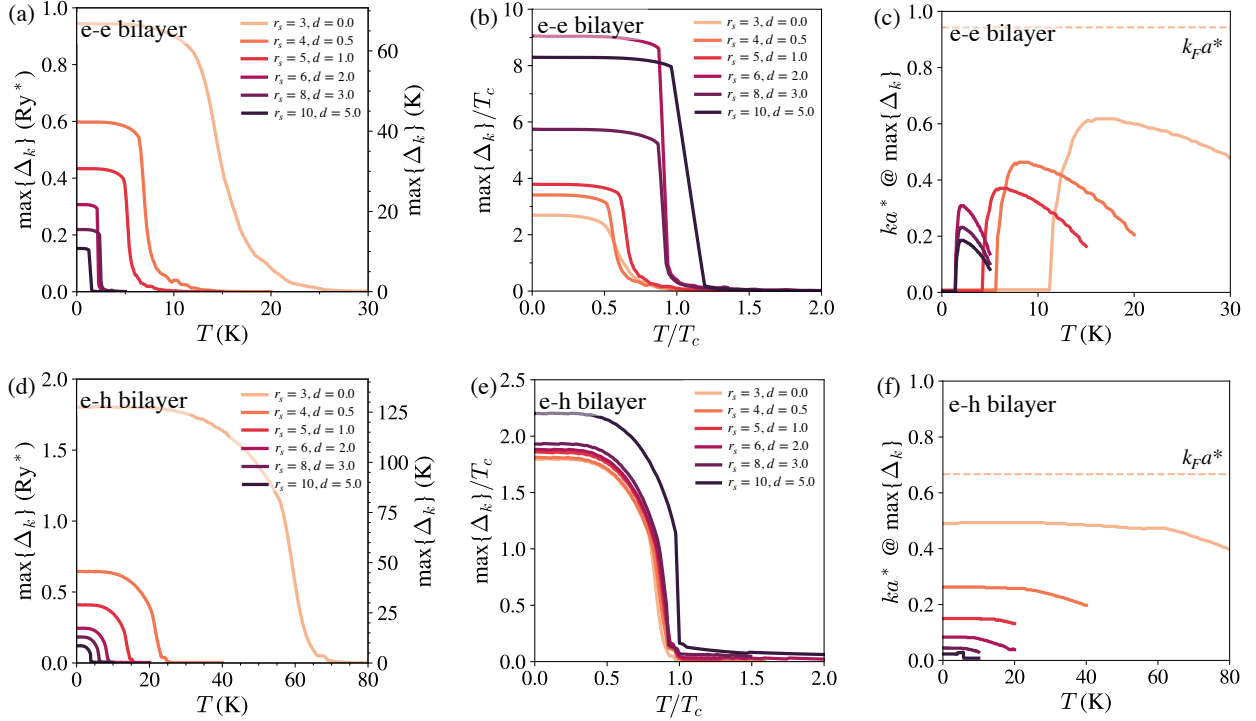 (a)
e-e bilayer
max{Δ_k} (Ry*)
1.0
0.8
0.6
0.4
0.2
0.0
r_s = 3, d = 0.0
r_s = 4, d = 0.5
r_s = 5, d = 1.0
r_s = 6, d = 2.0
r_s = 8, d = 3.0
r_s = 10, d = 5.0
60
40
20
0
max{Δ_k} (K)
0 10 20 30
T (K)
(b)
e-e bilayer
max{Δ_k}/T_c
10
8
6
4
2
0
r_s = 3, d = 0.0
r_s = 4, d = 0.5
r_s = 5, d = 1.0
r_s = 6, d = 2.0
r_s = 8, d = 3.0
r_s = 10, d = 5.0
0.0 0.5 1.0 1.5 2.0
T/T_c
(c)
e-e bilayer
k_F a*
ka* @ max{Δ_k}
1.0
0.8
0.6
0.4
0.2
0.0
0 10 20 30
T (K)
(d)
e-h bilayer
max{Δ_k} (Ry*)
2.0
1.5
1.0
0.5
0.0
r_s = 3, d = 0.0
r_s = 4, d = 0.5
r_s = 5, d = 1.0
r_s = 6, d = 2.0
r_s = 8, d = 3.0
r_s = 10, d = 5.0
125
100
75
50
25
0
max{Δ_k} (K)
0 20 40 60 80
T (K)
(e)
e-h bilayer
max{Δ_k}/T_c
2.5
2.0
1.5
1.0
0.5
0.0
r_s = 3, d = 0.0
r_s = 4, d = 0.5
r_s = 5, d = 1.0
r_s = 6, d = 2.0
r_s = 8, d = 3.0
r_s = 10, d = 5.0
0.0 0.5 1.0 1.5 2.0
T/T_c
(f)
e-h bilayer
k_F a*
ka* @ max{Δ_k}
1.0
0.8
0.6
0.4
0.2
0.0
0 20 40 60 80
T (K)